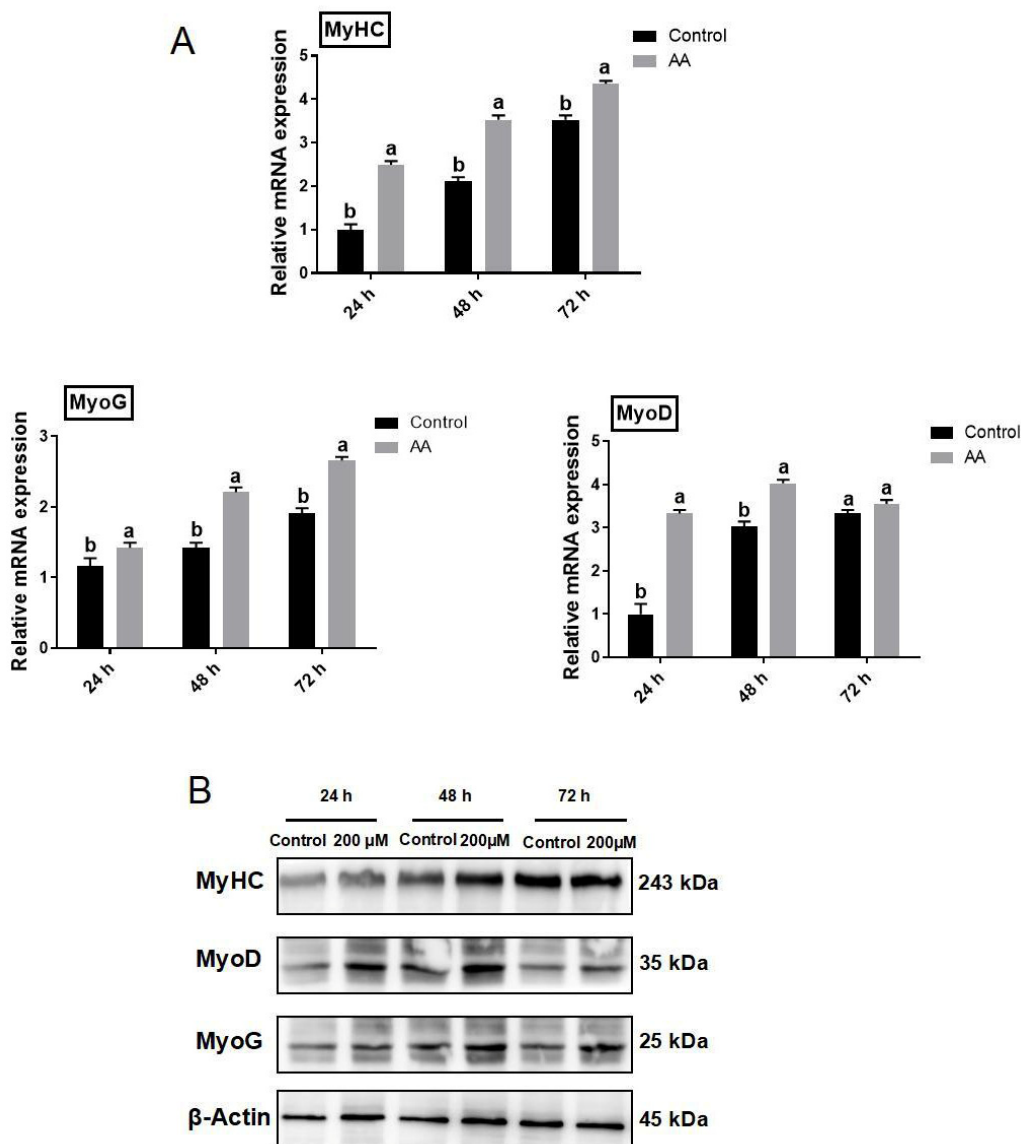 A
MyHC
Control
AA
Relative mRNA expression
5
4
3
2
1
0
b
a
b
a
b
a
24 h
48 h
72 h
MyoG
Control
AA
Relative mRNA expression
3
2
1
0
b
a
b
a
b
a
24 h
48 h
72 h
MyoD
Control
AA
Relative mRNA expression
5
4
3
2
1
0
b
a
b
a
a
a
24 h
48 h
72 h
B
24 h 48 h 72 h
Control 200 µM Control 200µM Control 200µM
MyHC 243 kDa
MyoD 35 kDa
MyoG 25 kDa
β-Actin 45 kDa